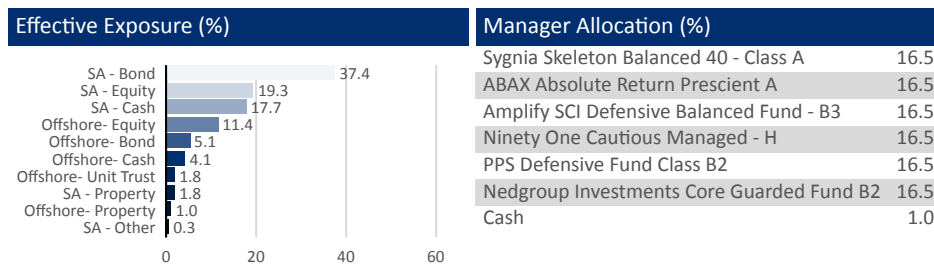 Effective Exposure (%)
SA - Bond 37.4
SA - Equity 19.3
SA - Cash 17.7
Offshore- Equity 11.4
Offshore- Bond 5.1
Offshore- Cash 4.1
Offshore- Unit Trust 1.8
SA - Property 1.8
Offshore- Property 1.0
SA - Other 0.3
0 20 40 60
Manager Allocation (%)
Sygnia Skeleton Balanced 40 - Class A 16.5
ABAX Absolute Return Prescient A 16.5
Amplify SCI Defensive Balanced Fund - B3 16.5
Ninety One Cautious Managed - H 16.5
PPS Defensive Fund Class B2 16.5
Nedgroup Investments Core Guarded Fund B2 16.5
Cash 1.0